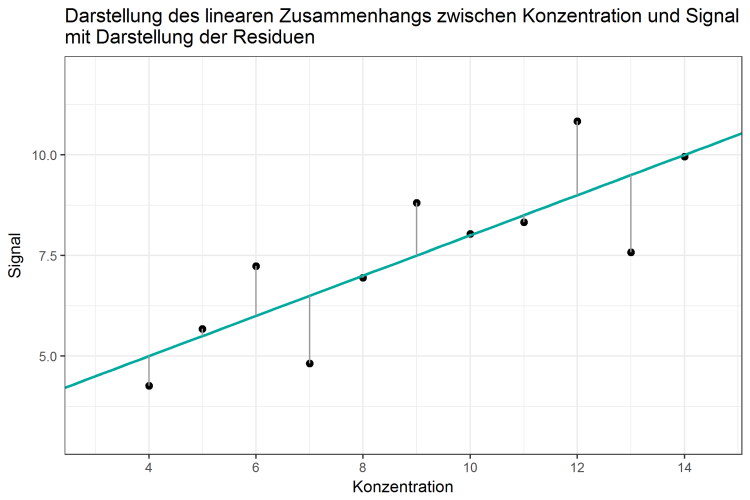 Darstellung des linearen Zusammenhangs zwischen Konzentration und Signal
mit Darstellung der Residuen
10.0
7.5
5.0
Signal
4 6 8 10 12 14
Konzentration